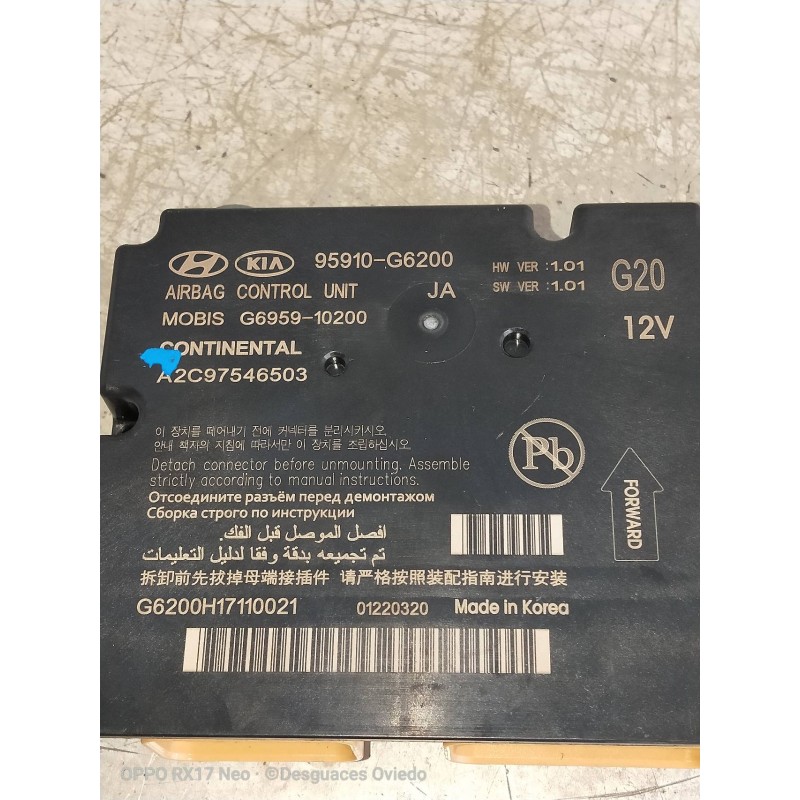 KIA 95910-G6200 HW VER :1.01 G20
AIRBAG CONTROL UNIT JA SW VER :1.01
MOBIS G6959-10200 12V
CONTINENTAL
A2C97546503
이 장치를 떼어내기 전에 커넥터를 분리시키시오.
안내 책자의 지침에 따라서만 이 장치를 조립하십시오.
Pb
Detach connector before unmounting. Assemble
strictly according to manual instructions.
Отсоедините разъём перед демонтажом
Сборка строго по инструкции
FORWARD
افصل الموصل قبل الفك.
تم تجميعه بدقة وفقا لدليل التعليمات
拆卸前先拔掉母端接插件 请严格按照装配指南进行安装
G6200H17110021 01220320 Made in Korea
OPPO RX17 Neo · ©Desguaces Oviedo